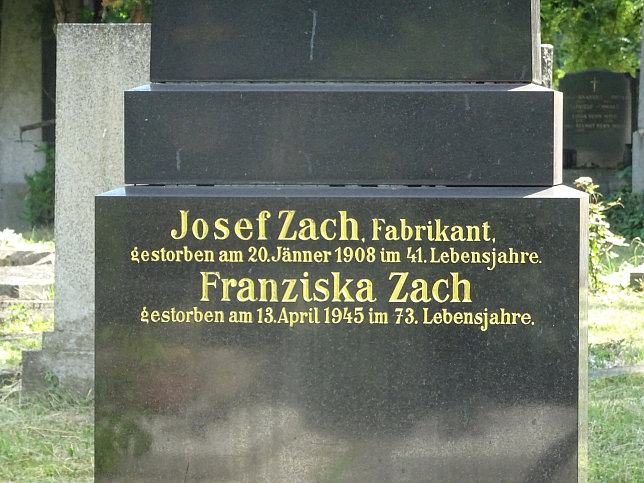 Josef Zach, Fabrikant,
gestorben am 20. Jänner 1908 im 41. Lebensjahre.
Franziska Zach
gestorben am 13. April 1945 im 73. Lebensjahre.